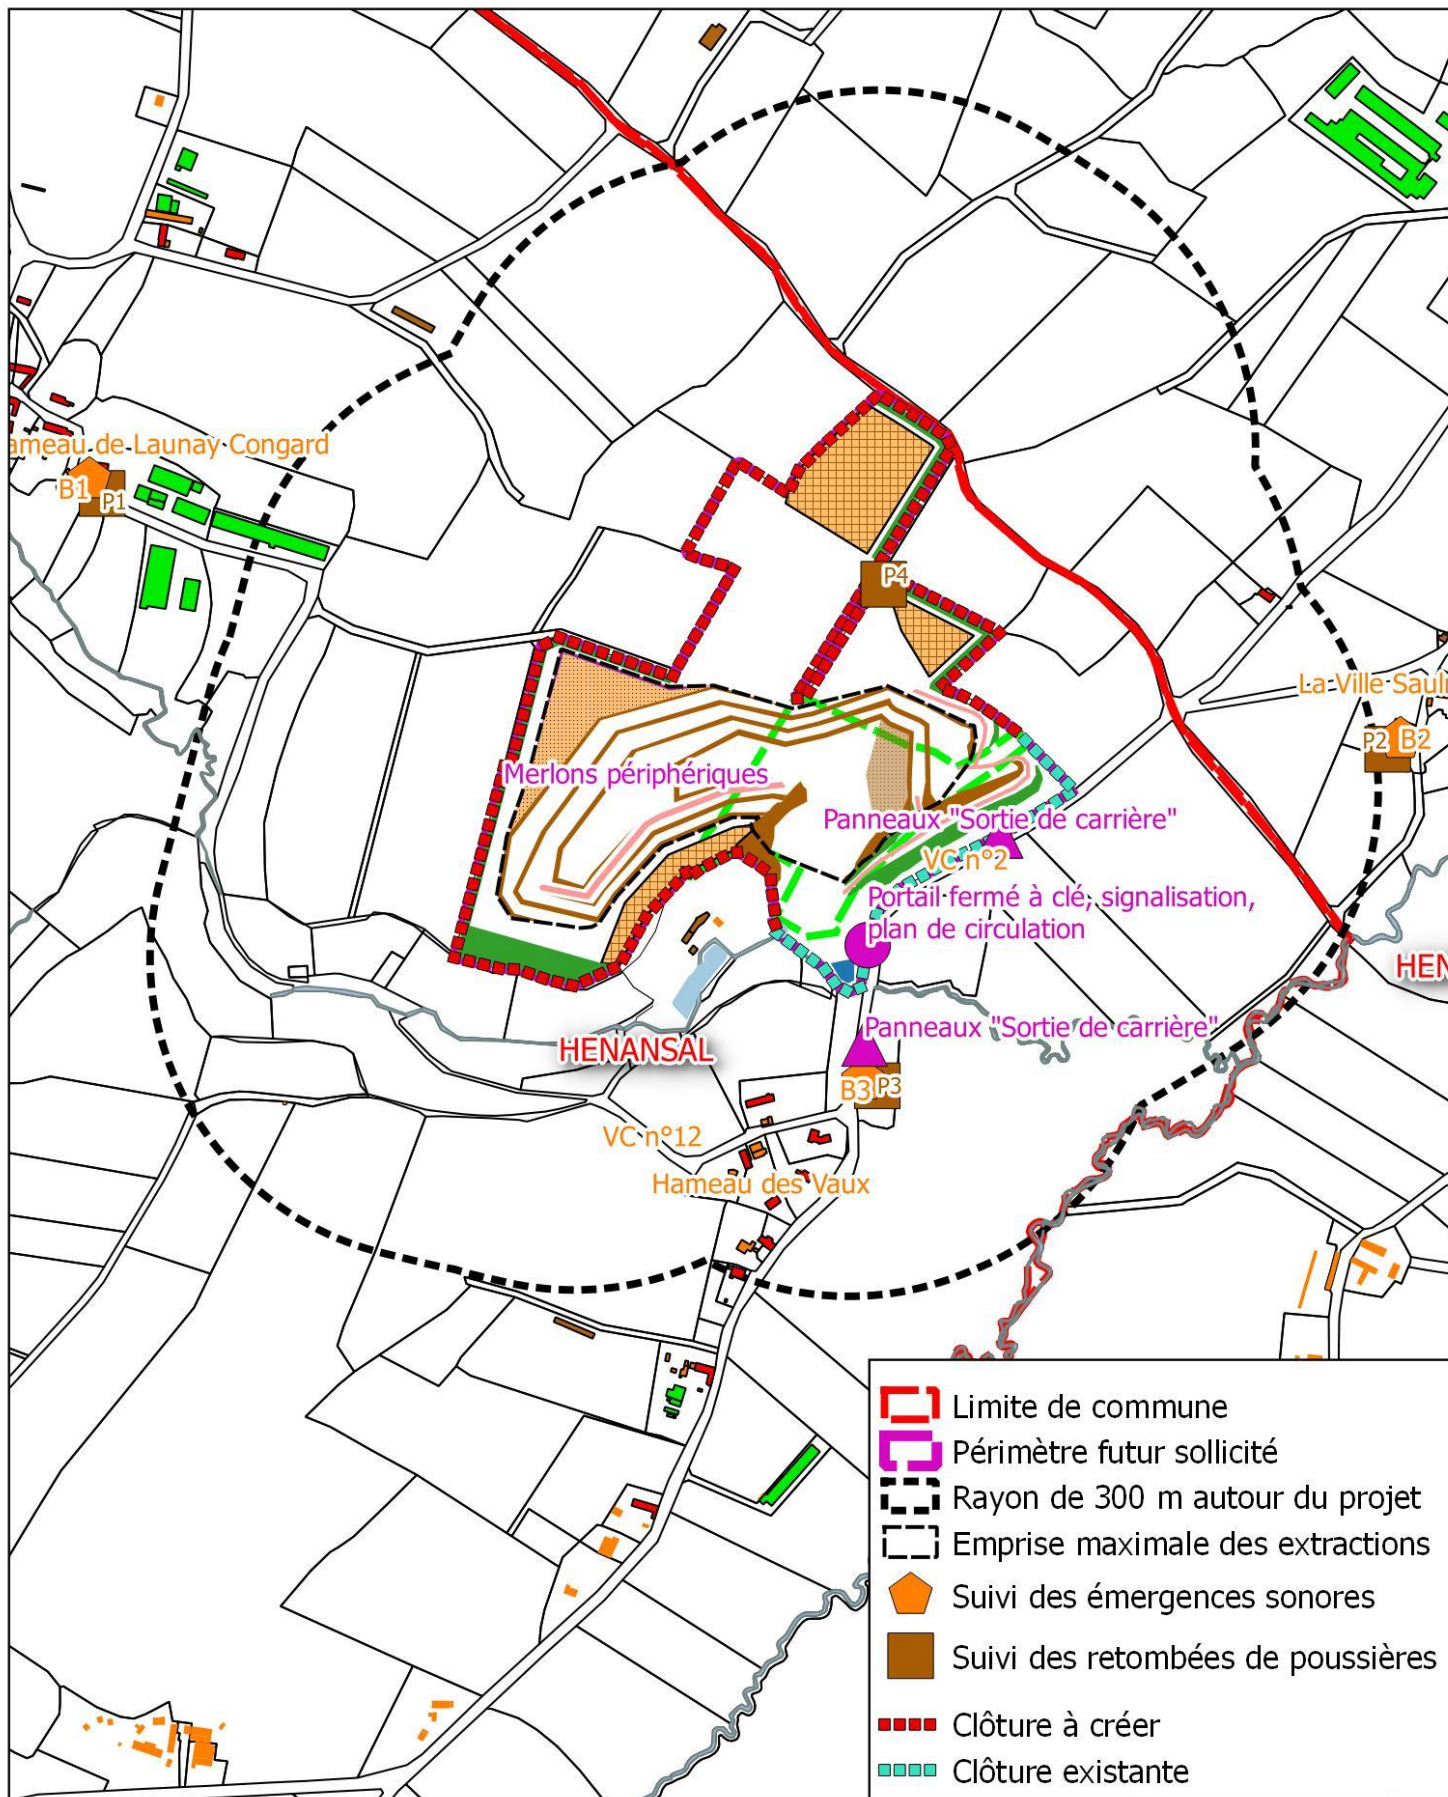 ameau de Launay Congard
B1
P1
P4
La Ville Sauli
P2
B2
Merlons périphériques
Panneaux "Sortie de carrière"
VC n°2
Portail fermé à clé, signalisation,
plan de circulation
HEN
Panneaux "Sortie de carrière"
HENANSAL
B3
P3
VC n°12
Hameau des Vaux
Limite de commune
Périmètre futur sollicité
Rayon de 300 m autour du projet
Emprise maximale des extractions
Suivi des émergences sonores
Suivi des retombées de poussières
Clôture à créer
Clôture existante